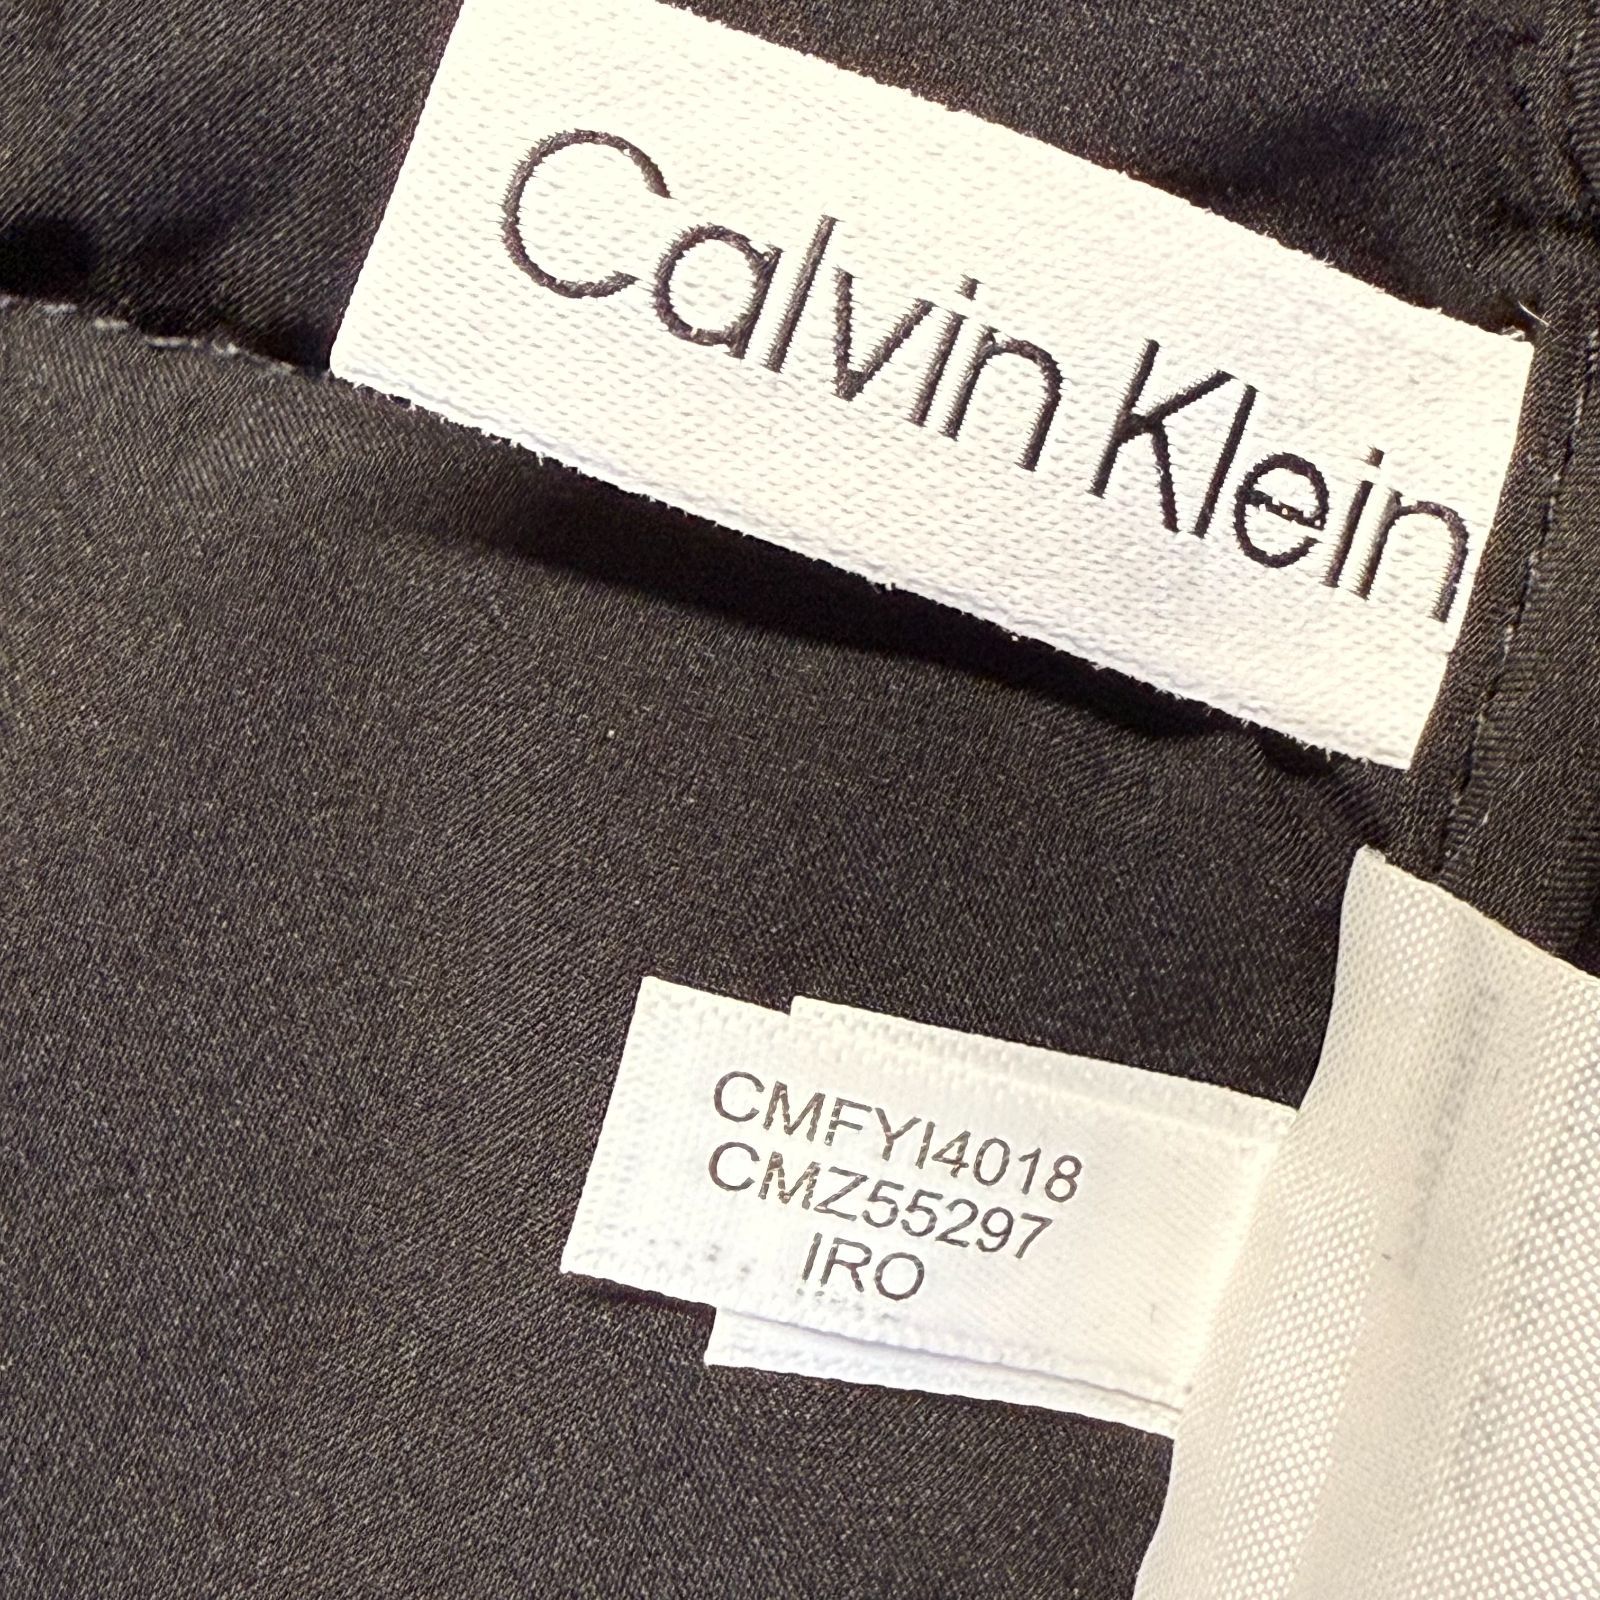 Calvin Klein
CMFYI4018
CMZ55297
IRO